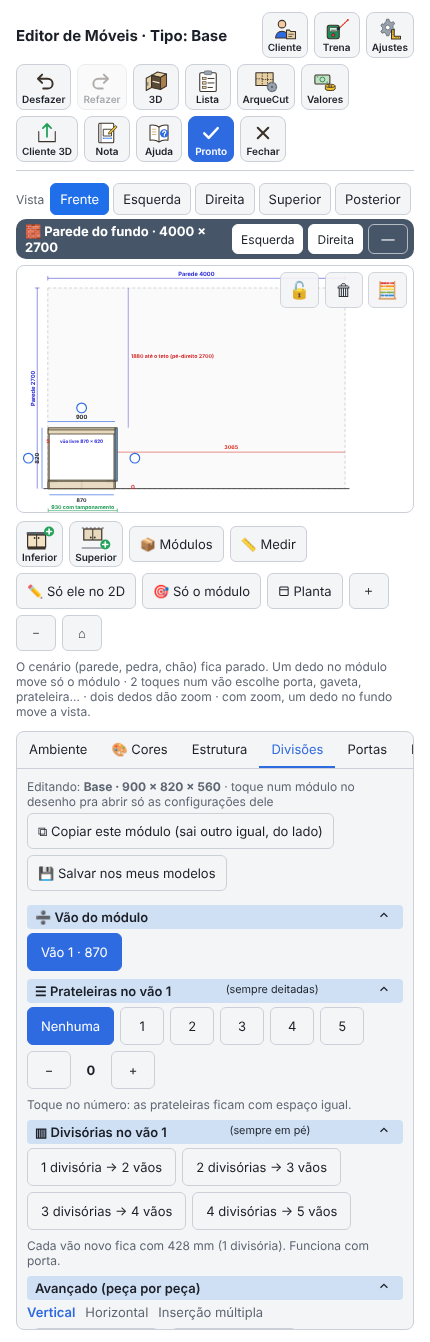 Editor de Móveis · Tipo: Base
Cliente
Trena
Ajustes
Desfazer
Refazer
3D
Lista
ArqueCut
Valores
Cliente 3D
Nota
Ajuda
Pronto
Fechar
Vista
Frente
Esquerda
Direita
Superior
Posterior
Parede do fundo · 4000 ×
2700
Esquerda
Direita
—
Parede 4000
1880 até o teto (pé-direito 2700)
Parede 2700
900
vão livre 870 × 620
820
3065
0
870
930 com tamponamento
Inferior
Superior
Módulos
Medir
Só ele no 2D
Só o módulo
Planta
+
−
⌂
O cenário (parede, pedra, chão) fica parado. Um dedo no módulo
move só o módulo · 2 toques num vão escolhe porta, gaveta,
prateleira... · dois dedos dão zoom · com zoom, um dedo no fundo
move a vista.
Ambiente
Cores
Estrutura
Divisões
Portas
Editando: Base · 900 × 820 × 560 · toque num módulo no
desenho pra abrir só as configurações dele
Copiar este módulo (sai outro igual, do lado)
Salvar nos meus modelos
Vão do módulo
Vão 1 · 870
Prateleiras no vão 1
(sempre deitadas)
Nenhuma
1
2
3
4
5
−
0
+
Toque no número: as prateleiras ficam com espaço igual.
Divisórias no vão 1
(sempre em pé)
1 divisória → 2 vãos
2 divisórias → 3 vãos
3 divisórias → 4 vãos
4 divisórias → 5 vãos
Cada vão novo fica com 428 mm (1 divisória). Funciona com
porta.
Avançado (peça por peça)
Vertical
Horizontal
Inserção múltipla